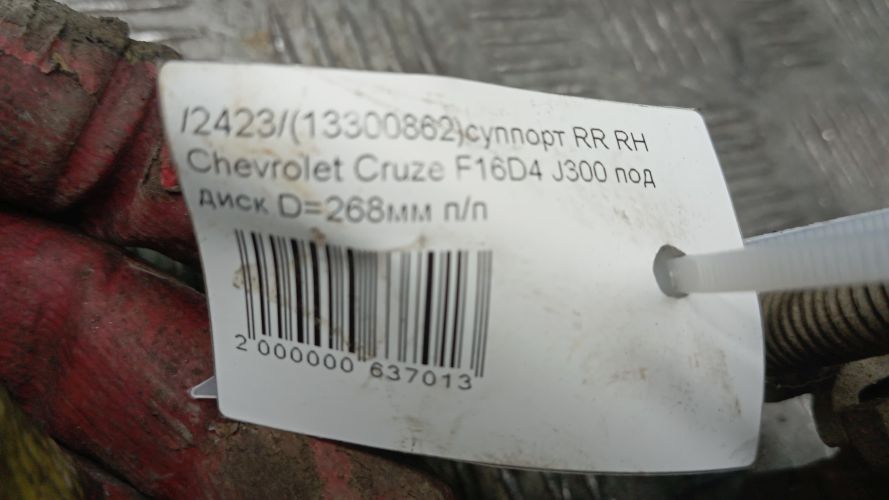 /2423/(13300862)суппорт RR RH
Chevrolet Cruze F16D4 J300 под
диск D=268мм п/п
2 000000 637013